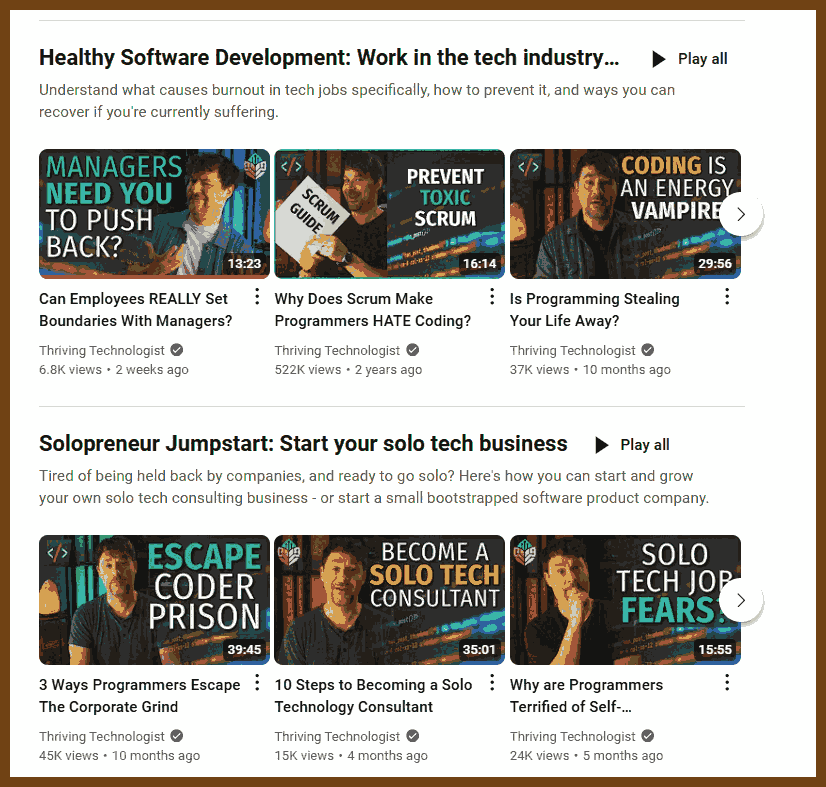 Healthy Software Development: Work in the tech industry…
Play all
Understand what causes burnout in tech jobs specifically, how to prevent it, and ways you can
recover if you're currently suffering.
MANAGERS
NEED YOU
TO PUSH
BACK?
13:23
</>
SCRUM
GUIDE
PREVENT
TOXIC
SCRUM
16:14
</>
CODING IS
AN ENERGY
VAMPIRE
29:56
Can Employees REALLY Set
Boundaries With Managers?
Thriving Technologist
6.8K views • 2 weeks ago
Why Does Scrum Make
Programmers HATE Coding?
Thriving Technologist
522K views • 2 years ago
Is Programming Stealing
Your Life Away?
Thriving Technologist
37K views • 10 months ago
Solopreneur Jumpstart: Start your solo tech business
Play all
Tired of being held back by companies, and ready to go solo? Here's how you can start and grow
your own solo tech consulting business - or start a small bootstrapped software product company.
</>
ESCAPE
CODER
PRISON
39:45
BECOME A
SOLO TECH
CONSULTANT
35:01
SOLO
TECH JOB
FEARS?
15:55
3 Ways Programmers Escape
The Corporate Grind
Thriving Technologist
45K views • 10 months ago
10 Steps to Becoming a Solo
Technology Consultant
Thriving Technologist
15K views • 4 months ago
Why are Programmers
Terrified of Self-…
Thriving Technologist
24K views • 5 months ago